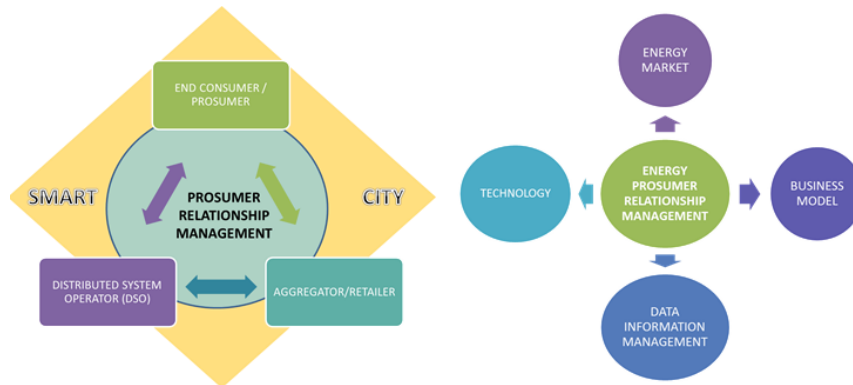 END CONSUMER /
PROSUMER
SMART
CITY
PROSUMER
RELATIONSHIP
MANAGEMENT
DISTRIBUTED SYSTEM
OPERATOR (DSO)
AGGREGATOR/RETAILER
ENERGY
MARKET
TECHNOLOGY
ENERGY
PROSUMER
RELATIONSHIP
MANAGEMENT
BUSINESS
MODEL
DATA
INFORMATION
MANAGEMENT